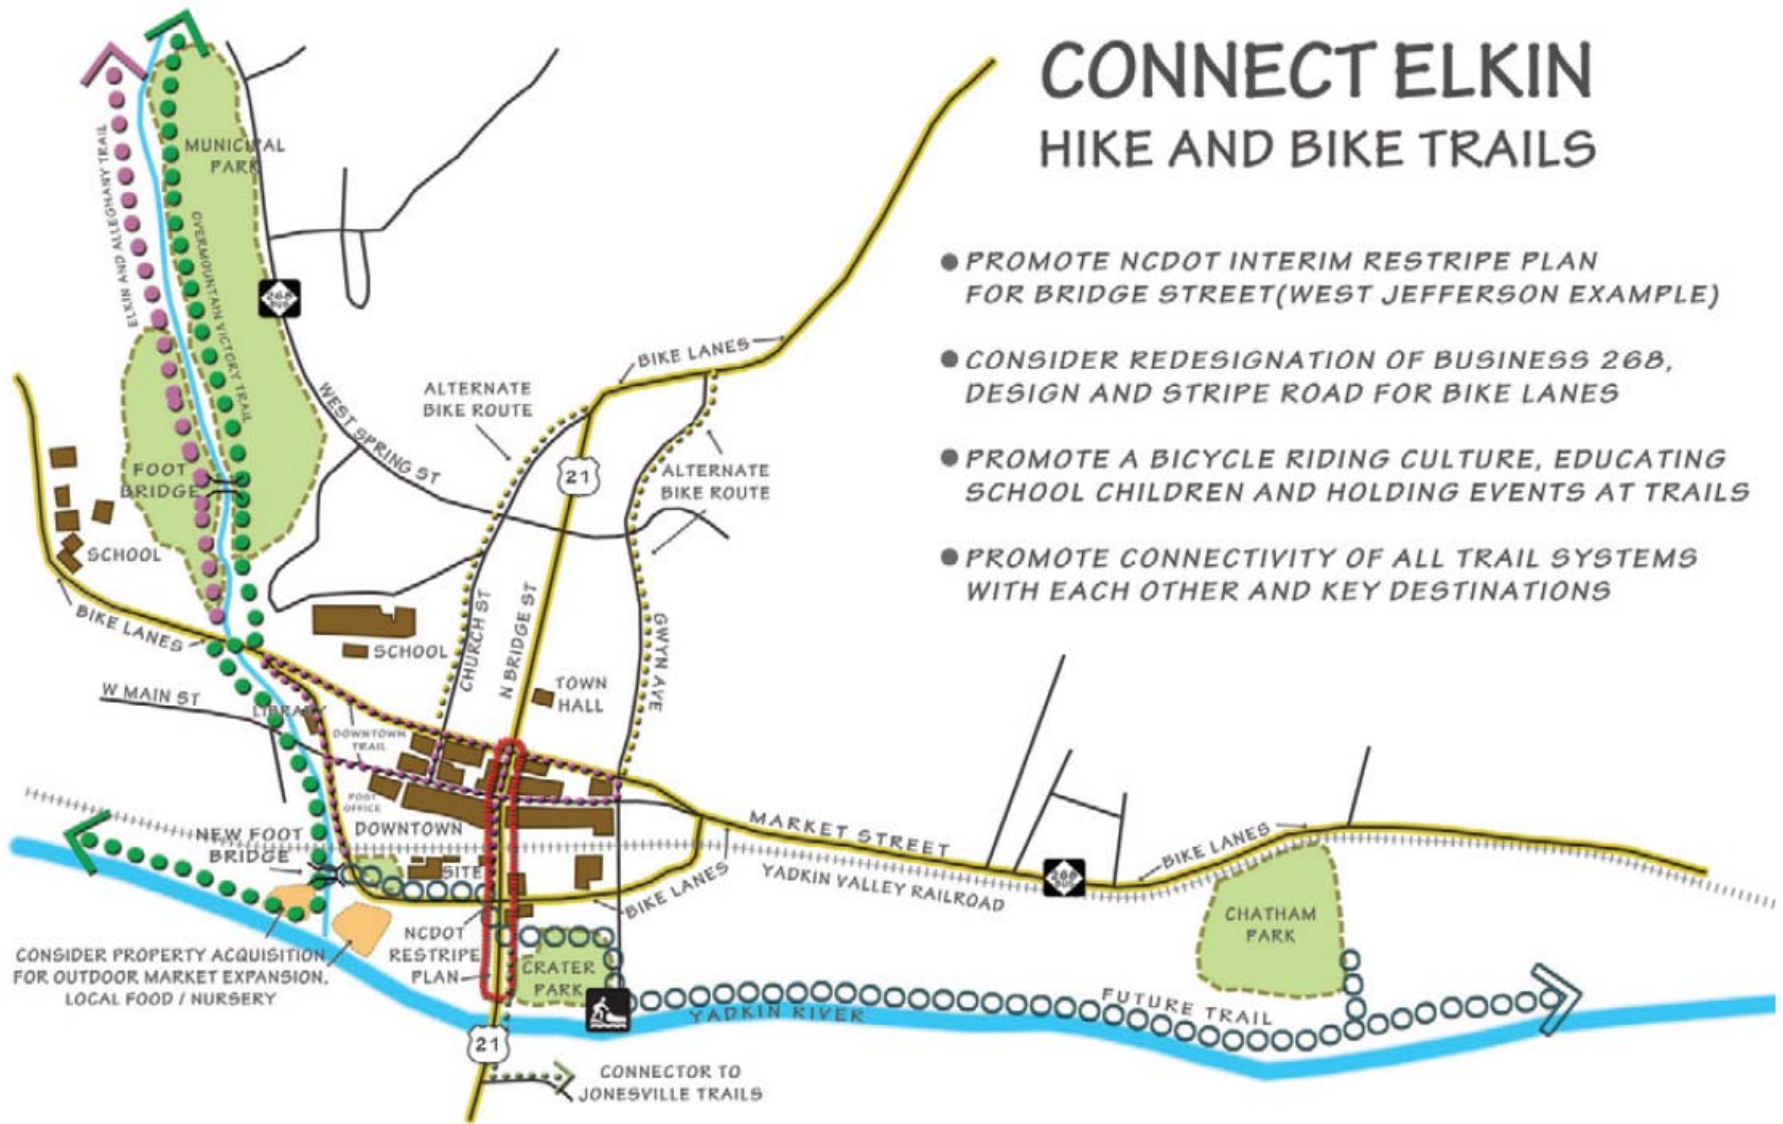 CONNECT ELKIN
HIKE AND BIKE TRAILS
PROMOTE NCDOT INTERIM RESTRIPE PLAN
FOR BRIDGE STREET(WEST JEFFERSON EXAMPLE)
CONSIDER REDESIGNATION OF BUSINESS 268,
DESIGN AND STRIPE ROAD FOR BIKE LANES
PROMOTE A BICYCLE RIDING CULTURE, EDUCATING
SCHOOL CHILDREN AND HOLDING EVENTS AT TRAILS
PROMOTE CONNECTIVITY OF ALL TRAIL SYSTEMS
WITH EACH OTHER AND KEY DESTINATIONS
MUNICIPAL
PARK
ELKIN AND ALLEGHANY TRAIL
OVERMOUNTAIN VICTORY TRAIL
268
BUS
WEST SPRING ST
BIKE LANES
ALTERNATE
BIKE ROUTE
21
ALTERNATE
BIKE ROUTE
FOOT
BRIDGE
SCHOOL
BIKE LANES
SCHOOL
CHURCH ST
N BRIDGE ST
GWYN AVE
TOWN
HALL
W MAIN ST
LIBRARY
DOWNTOWN
TRAIL
POST
OFFICE
DOWNTOWN
NEW FOOT
BRIDGE
SITE
MARKET STREET
YADKIN VALLEY RAILROAD
268
BUS
BIKE LANES
BIKE LANES
CHATHAM
PARK
NCDOT
RESTRIPE
PLAN
CRATER
PARK
CONSIDER PROPERTY ACQUISITION
FOR OUTDOOR MARKET EXPANSION,
LOCAL FOOD / NURSERY
YADKIN RIVER
FUTURE TRAIL
21
CONNECTOR TO
JONESVILLE TRAILS